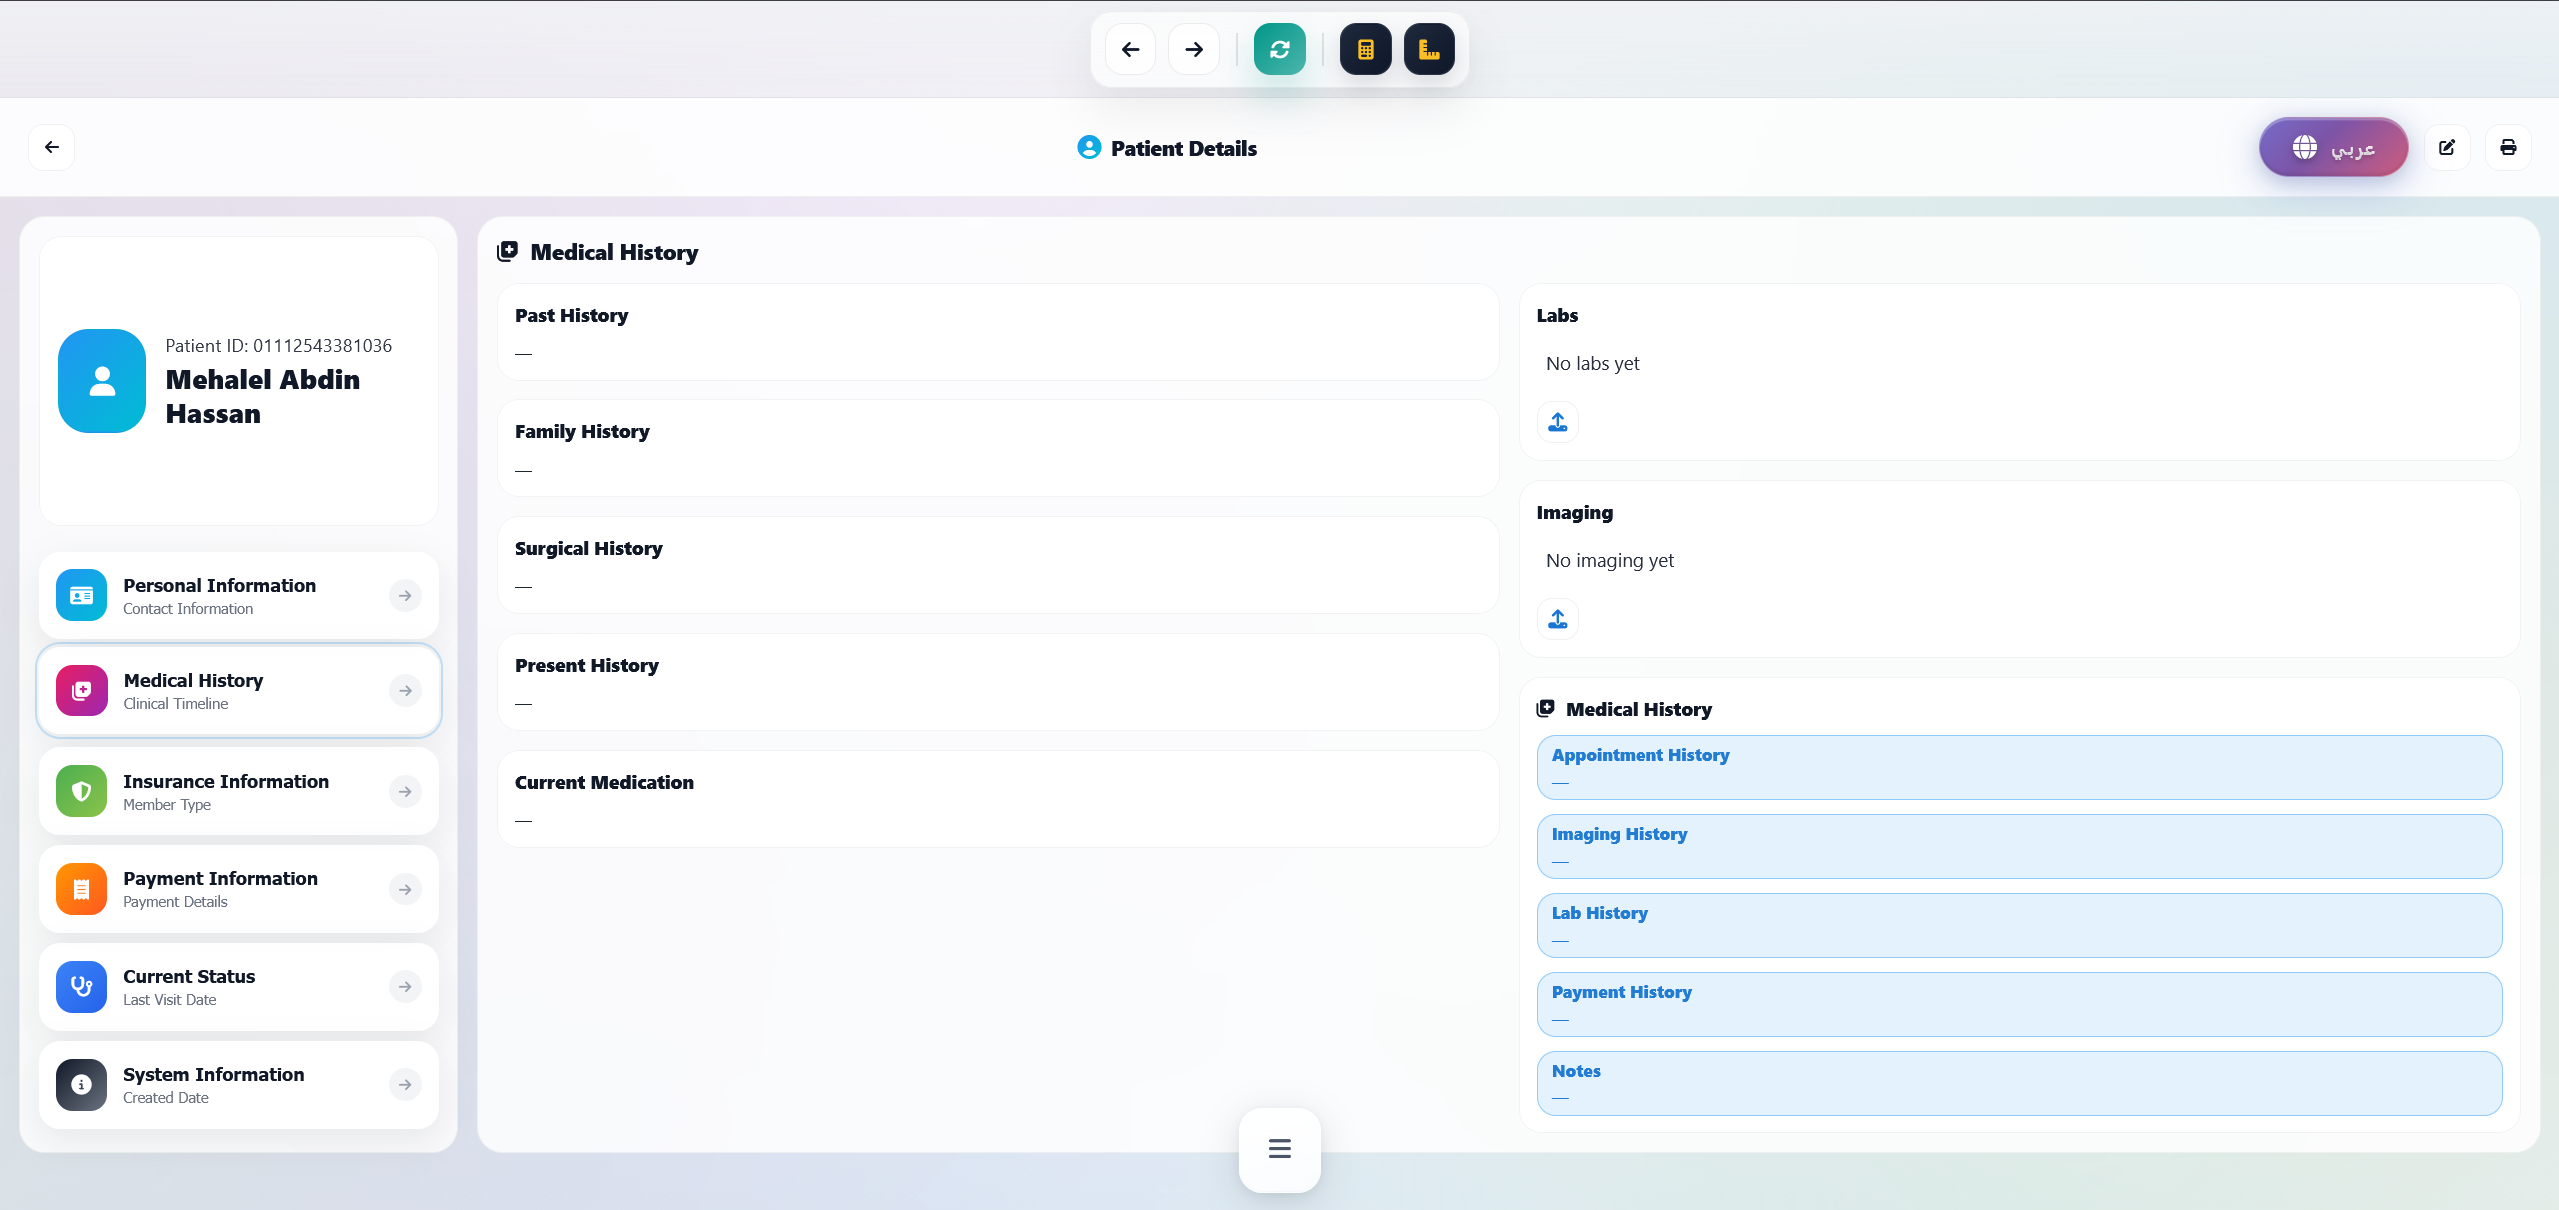 Patient Details
عربي
Patient ID: 01112543381036
Mehalel Abdin
Hassan
Personal Information
Contact Information
Medical History
Clinical Timeline
Insurance Information
Member Type
Payment Information
Payment Details
Current Status
Last Visit Date
System Information
Created Date
Medical History
Past History
—
Family History
—
Surgical History
—
Present History
—
Current Medication
—
Labs
No labs yet
Imaging
No imaging yet
Medical History
Appointment History
—
Imaging History
—
Lab History
—
Payment History
—
Notes
—